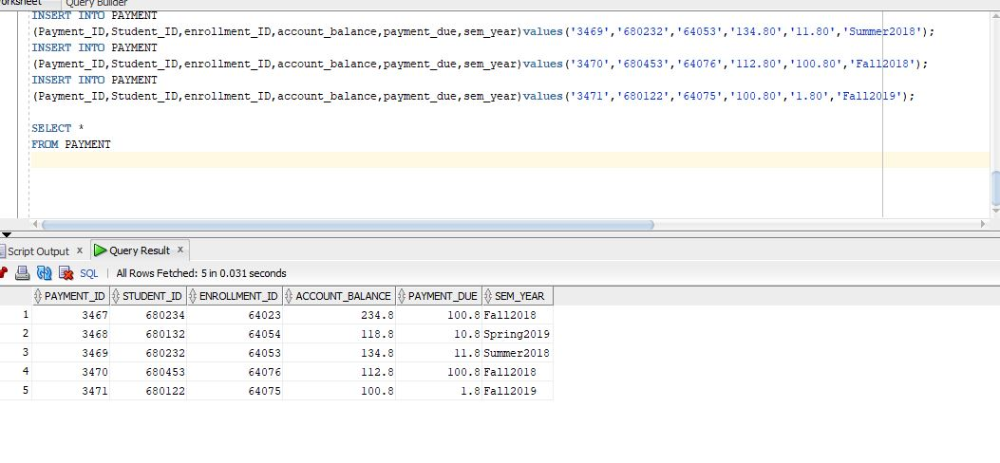 Worksheet Query Builder
INSERT INTO PAYMENT
(Payment_ID,Student_ID,enrollment_ID,account_balance,payment_due,sem_year)values('3469','680232','64053','134.80','11.80','Summer2018');
INSERT INTO PAYMENT
(Payment_ID,Student_ID,enrollment_ID,account_balance,payment_due,sem_year)values('3470','680453','64076','112.80','100.80','Fall2018');
INSERT INTO PAYMENT
(Payment_ID,Student_ID,enrollment_ID,account_balance,payment_due,sem_year)values('3471','680122','64075','100.80','1.80','Fall2019');
SELECT *
FROM PAYMENT
Script Output x Query Result x
SQL | All Rows Fetched: 5 in 0.031 seconds
PAYMENT_ID STUDENT_ID ENROLLMENT_ID ACCOUNT_BALANCE PAYMENT_DUE SEM_YEAR
1 3467 680234 64023 234.8 100.8 Fall2018
2 3468 680132 64054 118.8 10.8 Spring2019
3 3469 680232 64053 134.8 11.8 Summer2018
4 3470 680453 64076 112.8 100.8 Fall2018
5 3471 680122 64075 100.8 1.8 Fall2019